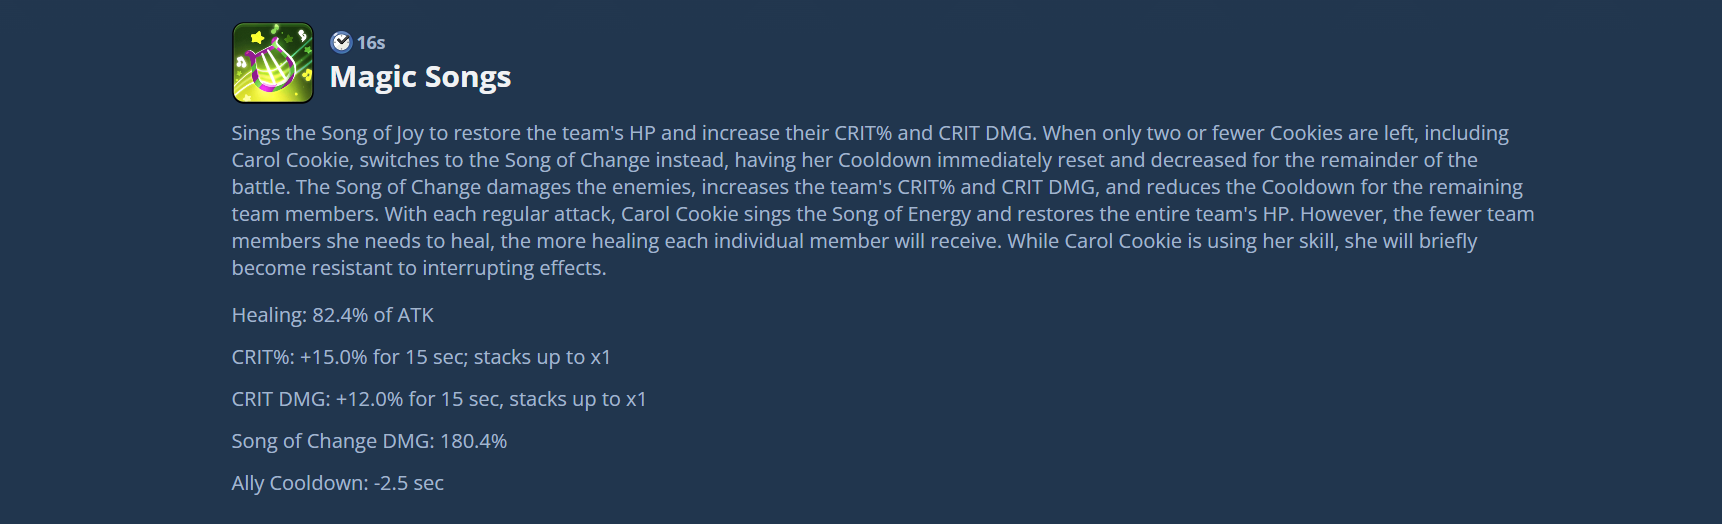 16s
Magic Songs
Sings the Song of Joy to restore the team's HP and increase their CRIT% and CRIT DMG. When only two or fewer Cookies are left, including
Carol Cookie, switches to the Song of Change instead, having her Cooldown immediately reset and decreased for the remainder of the
battle. The Song of Change damages the enemies, increases the team's CRIT% and CRIT DMG, and reduces the Cooldown for the remaining
team members. With each regular attack, Carol Cookie sings the Song of Energy and restores the entire team's HP. However, the fewer team
members she needs to heal, the more healing each individual member will receive. While Carol Cookie is using her skill, she will briefly
become resistant to interrupting effects.
Healing: 82.4% of ATK
CRIT%: +15.0% for 15 sec; stacks up to x1
CRIT DMG: +12.0% for 15 sec, stacks up to x1
Song of Change DMG: 180.4%
Ally Cooldown: -2.5 sec